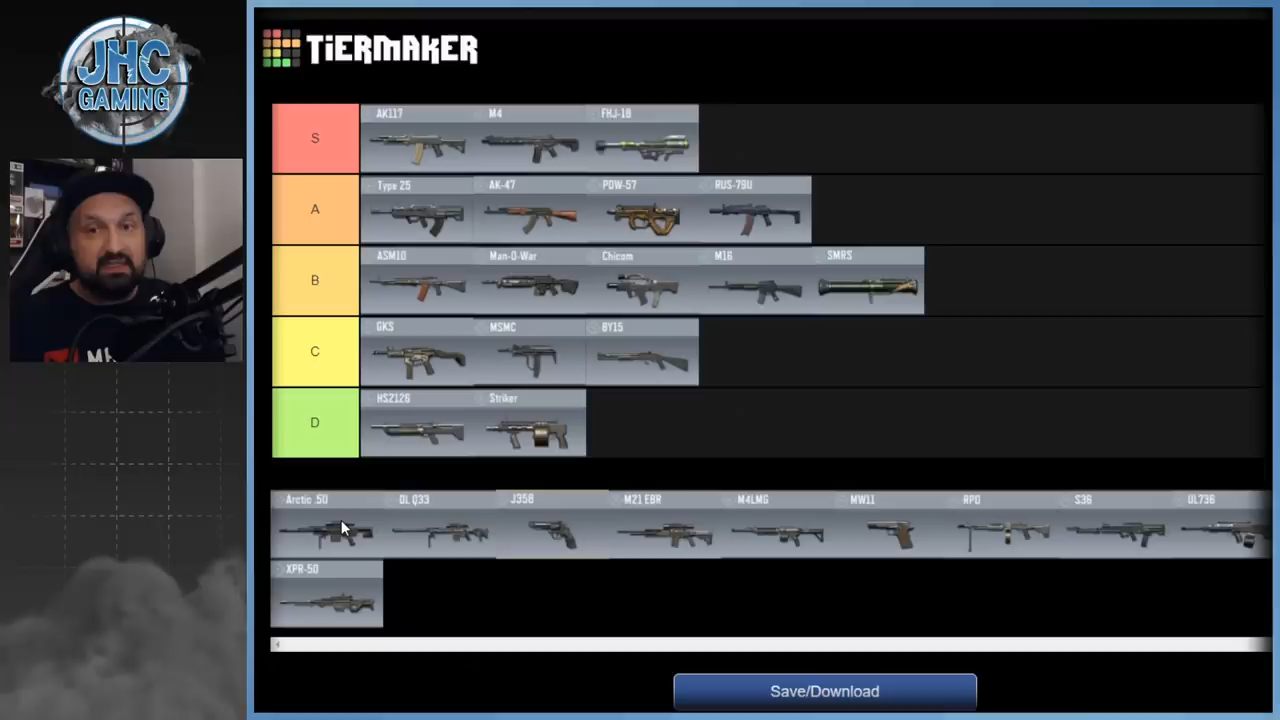 JHC
GAMING
TiERMAKER
S
AK117 M4 FHJ-18
A
Type 25 AK-47 PDW-57 RUS-79U
B
ASM10 Man-O-War Chicom M16 SMRS
C
GKS MSMC BY15
D
HS2126 Striker
Arctic .50 DL Q33 J358 M21 EBR M4LMG MW11 RPD S36 UL736
XPR-50
Save/Download